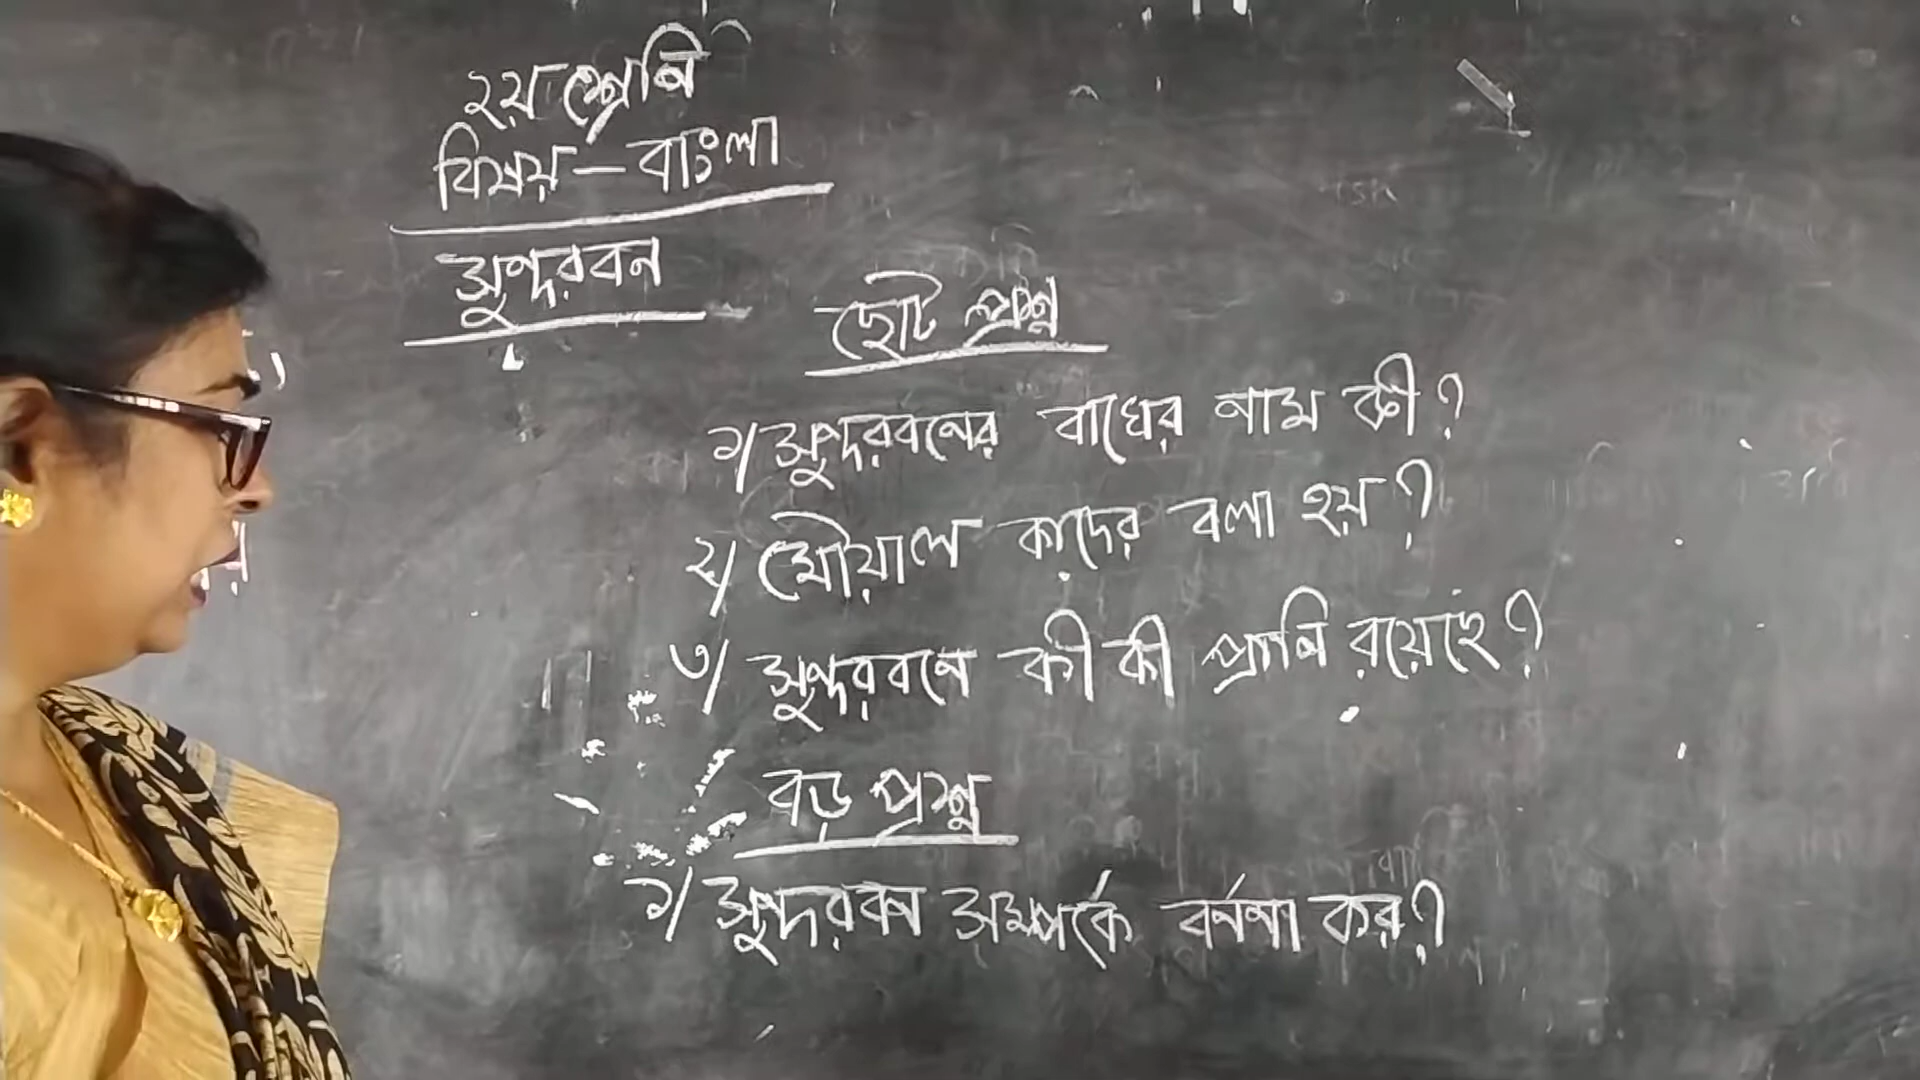 ২য় শ্রেনি
বিষয় – বাংলা
সুন্দরবন
ছোট প্রশ্ন
১/ সুন্দরবনের বাঘের নাম কী?
২/ মৌয়াল কাদের বলা হয়?
৩/ সুন্দরবনে কী কী প্রানি রয়েছে?
বড় প্রশ্ন
১/ সুন্দরবন সম্পর্কে বর্ননা কর?